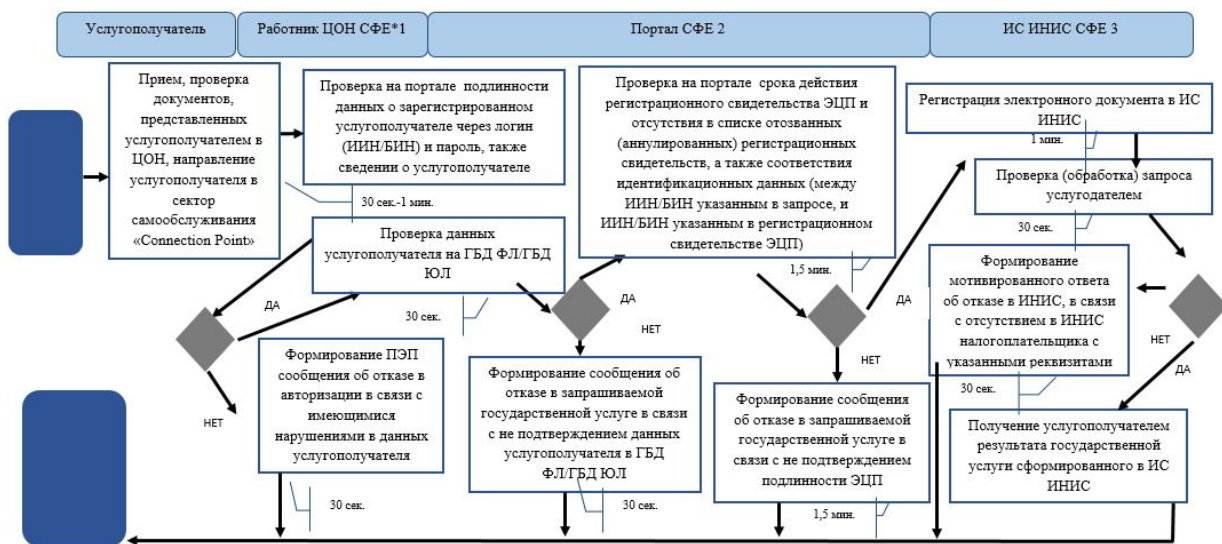 Услугополучатель
Работник ЦОН СФЕ*1
Портал СФЕ 2
ИС ИНИС СФЕ 3
Прием, проверка
документов,
представленных
услугополучателем в
ЦОН, направление
услугополучателя в
сектор
самообслуживания
«Connection Point»
Проверка на портале подлинности
данных о зарегистрированном
услугополучателе через логин
(ИИН/БИН) и пароль, также
сведении о услугополучателе
30 сек.-1 мин.
Проверка данных
услугополучателя на ГБД ФЛ/ГБД
ЮЛ
30 сек.
ДА
НЕТ
Формирование ПЭП
сообщения об отказе в
авторизации в связи с
имеющимися
нарушениями в данных
услугополучателя
30 сек.
Проверка на портале срока действия
регистрационного свидетельства ЭЦП и
отсутствия в списке отозванных
(аннулированных) регистрационных
свидетельств, а также соответствия
идентификационных данных (между
ИИН/БИН указанным в запросе, и
ИИН/БИН указанным в регистрационном
свидетельстве ЭЦП)
1,5 мин.
ДА
НЕТ
Формирование сообщения об
отказе в запрашиваемой
государственной услуге в связи
с не подтверждением данных
услугополучателя в ГБД
ФЛ/ГБД ЮЛ
30 сек.
ДА
НЕТ
Формирование сообщения
об отказе в запрашиваемой
государственной услуге в
связи с не подтверждением
подлинности ЭЦП
1,5 мин.
Регистрация электронного документа в ИС
ИНИС
1 мин.
Проверка (обработка) запроса
услугодателем
30 сек.
Формирование
мотивированного ответа
об отказе в ИНИС, в связи
с отсутствием в ИНИС
налогоплательщика с
указанными реквизитами
НЕТ
ДА
30 сек.
Получение услугополучателем
результата государственной
услуги сформированного в ИС
ИНИС